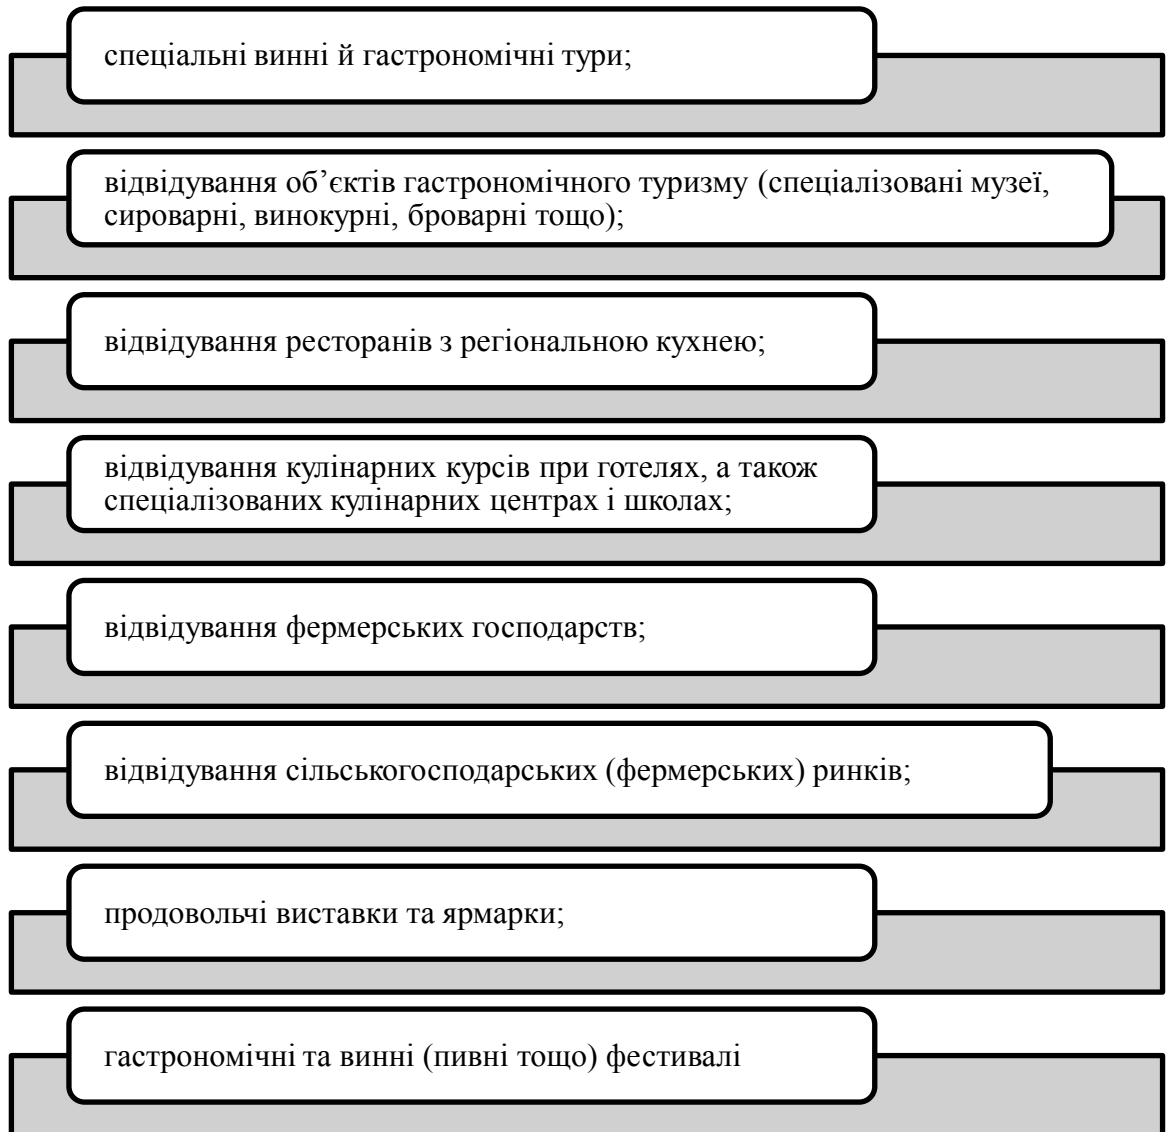 спеціальні винні й гастрономічні тури;
відвідування об’єктів гастрономічного туризму (спеціалізовані музеї,
сироварні, винокурні, броварні тощо);
відвідування ресторанів з регіональною кухнею;
відвідування кулінарних курсів при готелях, а також
спеціалізованих кулінарних центрах і школах;
відвідування фермерських господарств;
відвідування сільськогосподарських (фермерських) ринків;
продовольчі виставки та ярмарки;
гастрономічні та винні (пивні тощо) фестивалі